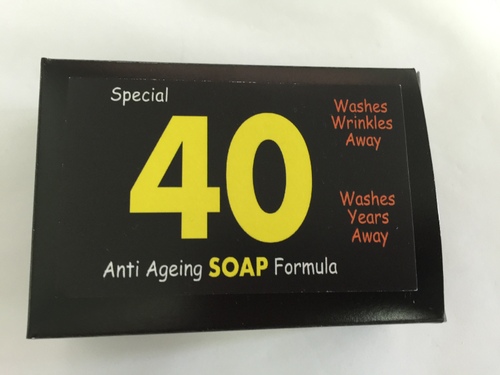 Special
40
Anti Ageing SOAP Formula
Washes
Wrinkles
Away
Washes
Years
Away